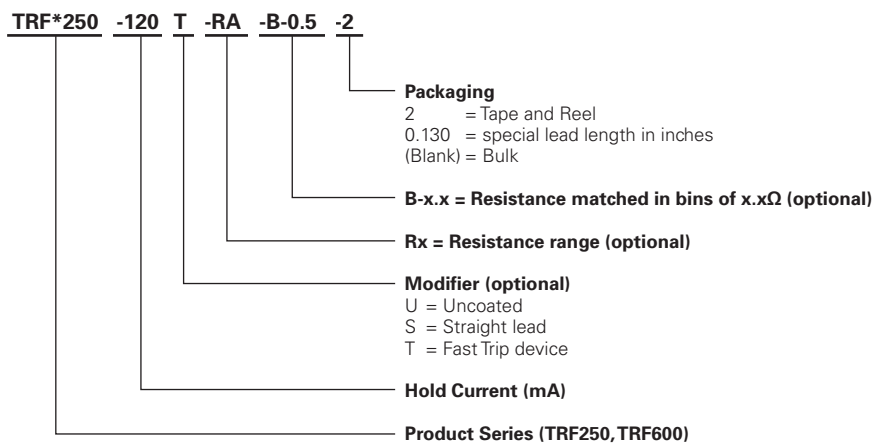 TRF*250 -120 T -RA -B-0.5 -2
Packaging
2 = Tape and Reel
0.130 = special lead length in inches
(Blank) = Bulk
B-x.x = Resistance matched in bins of x.xΩ (optional)
Rx = Resistance range (optional)
Modifier (optional)
U = Uncoated
S = Straight lead
T = Fast Trip device
Hold Current (mA)
Product Series (TRF250, TRF600)